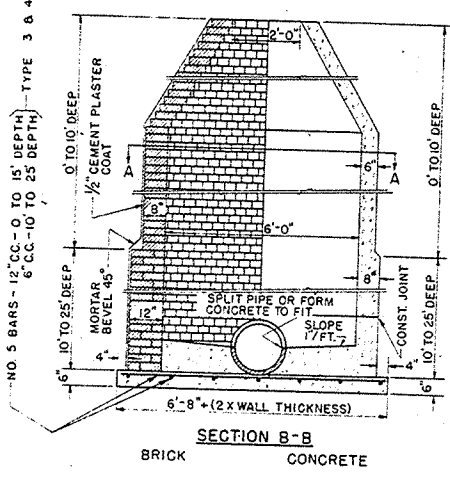 NO. 5 BARS - 12" C.C. - 0 TO 15' DEPTH
6" C.C. - 10' TO 25' DEPTH
TYPE 3 & 4
0' TO 10' DEEP
10' TO 25' DEEP
6"
1/2" CEMENT PLASTER
COAT
MORTAR
BEVEL 45°
2'-0"
A
A
6"
8"
6'-0"
8"
12"
SPLIT PIPE OR FORM
CONCRETE TO FIT
SLOPE
1"/FT.
CONST. JOINT
0' TO 10' DEEP
10' TO 25' DEEP
4"
4"
6"
6'-8" + (2 X WALL THICKNESS)
SECTION B-B
BRICK CONCRETE